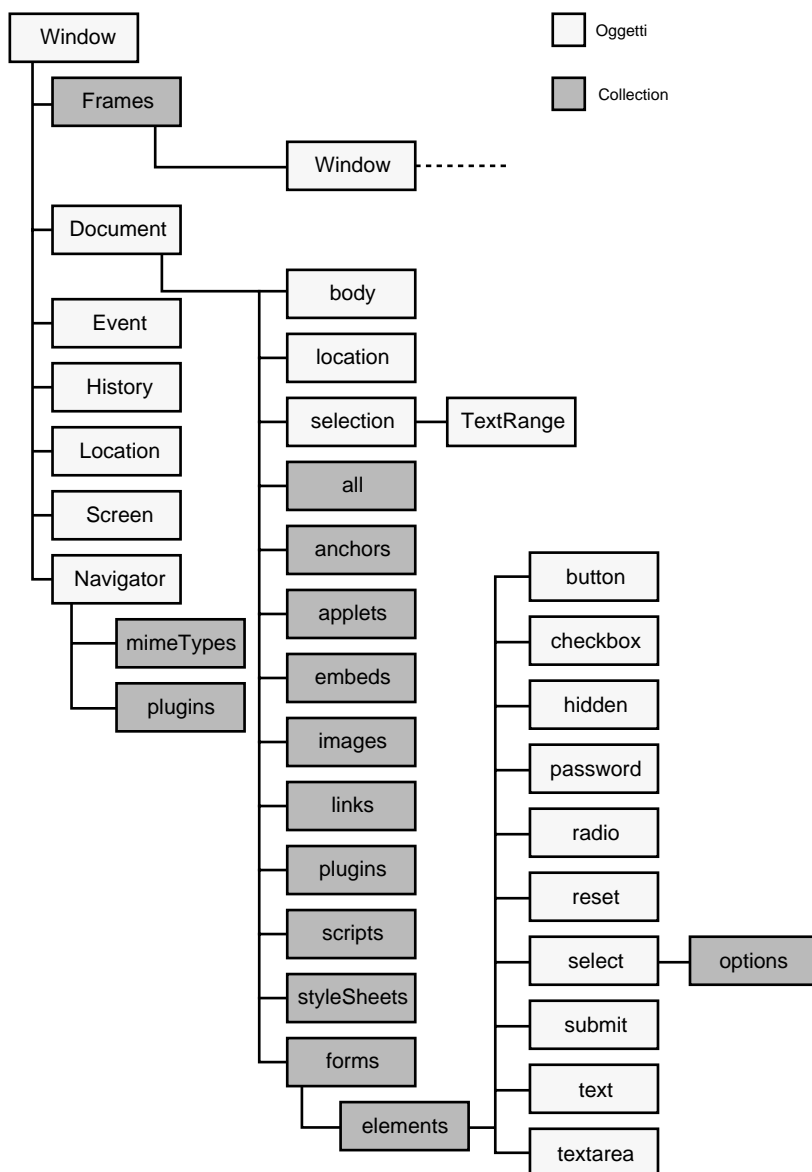 Window
Oggetti
Frames
Collection
Window
Document
body
Event
location
History
selection
TextRange
Location
all
Screen
anchors
Navigator
button
applets
mimeTypes
checkbox
embeds
plugins
hidden
images
password
links
radio
plugins
reset
scripts
select
options
styleSheets
submit
forms
text
elements
textarea